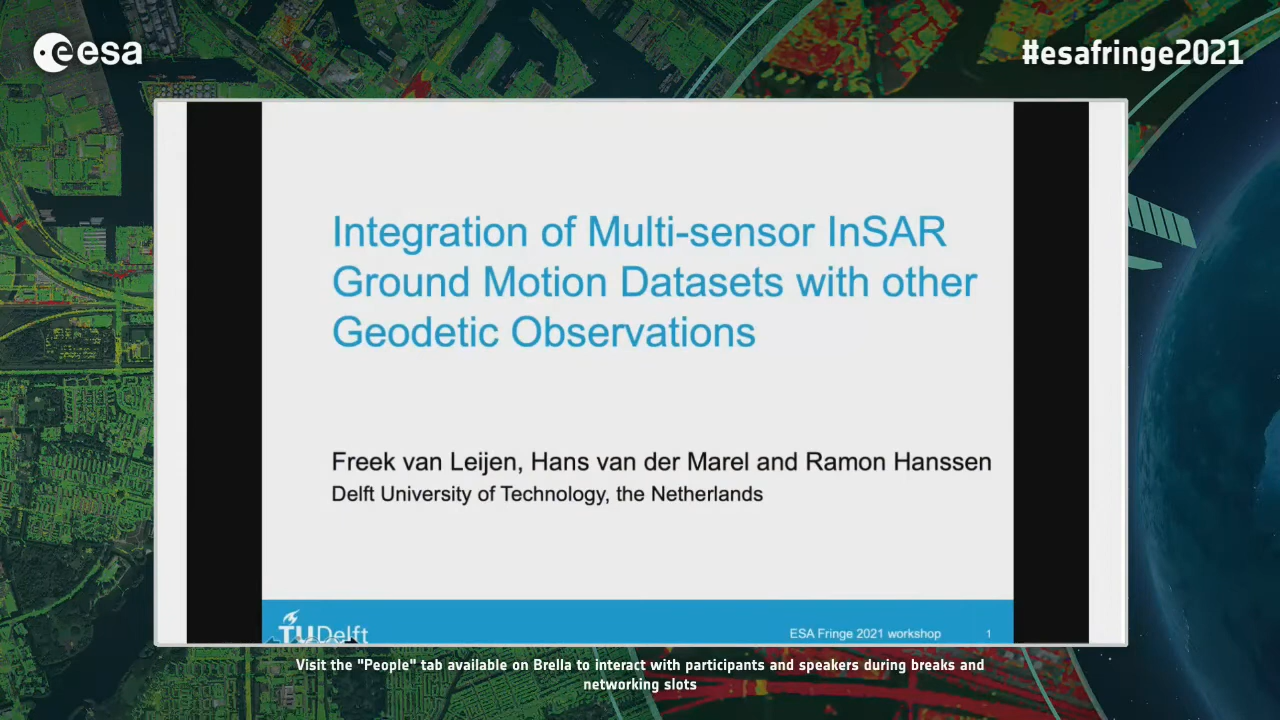 esa
#esafringe2021
Integration of Multi-sensor InSAR
Ground Motion Datasets with other
Geodetic Observations
Freek van Leijen, Hans van der Marel and Ramon Hanssen
Delft University of Technology, the Netherlands
TUDelft
ESA Fringe 2021 workshop
1
Visit the "People" tab available on Brella to interact with participants and speakers during breaks and
networking slots